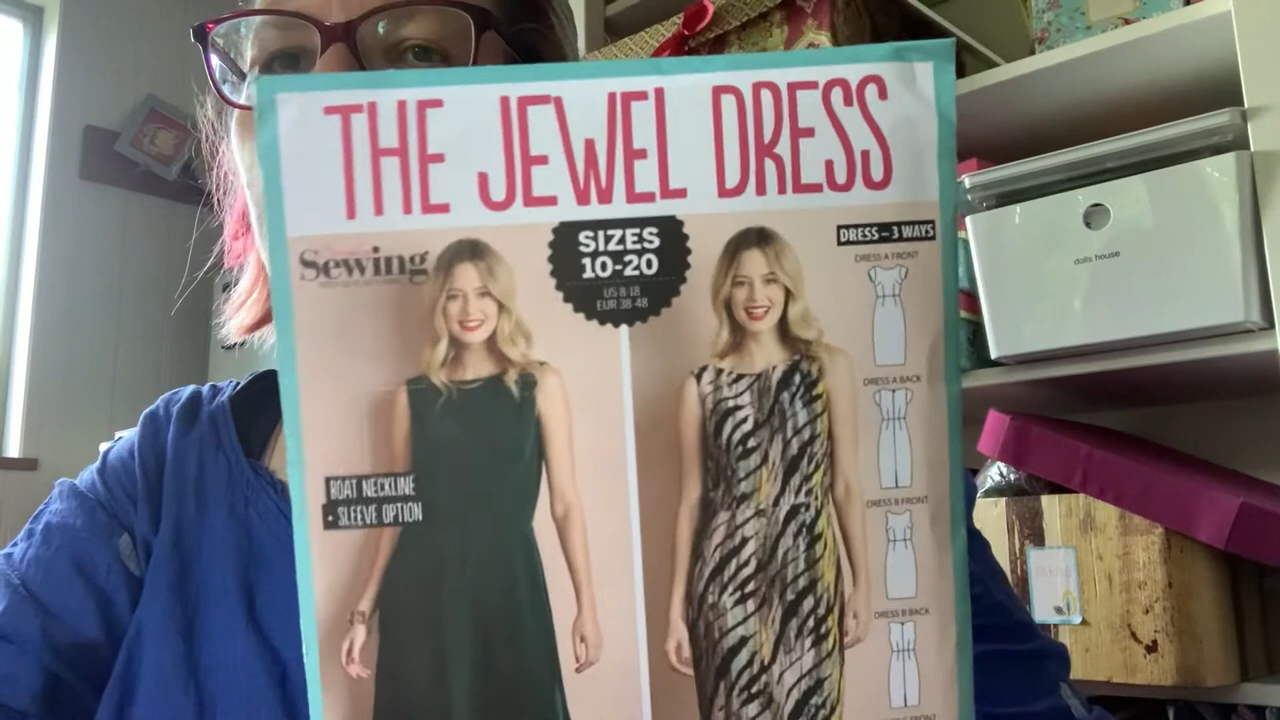 THE JEWEL DRESS
Sewing
SIZES
10-20
US 8-18
EUR 38-48
DRESS – 3 WAYS
DRESS A FRONT
DRESS A BACK
DRESS B FRONT
DRESS B BACK
BOAT NECKLINE
+ SLEEVE OPTION
dolls house